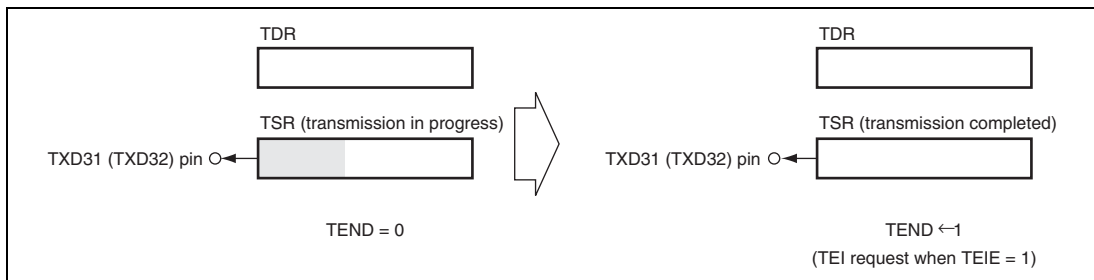 TDR
TSR (transmission in progress)
TXD31 (TXD32) pin
TEND = 0
TDR
TSR (transmission completed)
TXD31 (TXD32) pin
TEND ←1
(TEI request when TEIE = 1)